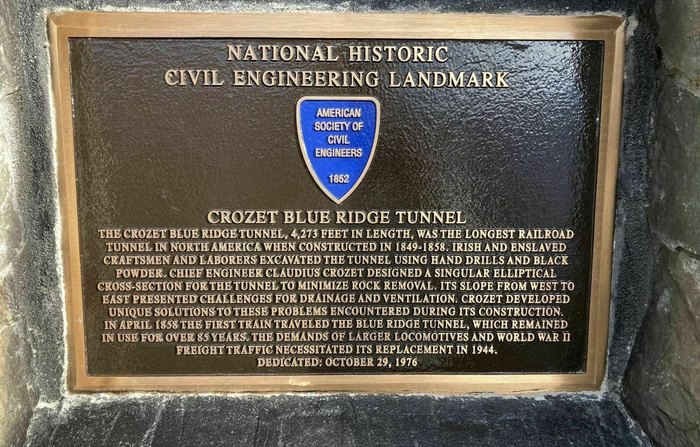 NATIONAL HISTORIC
CIVIL ENGINEERING LANDMARK
AMERICAN
SOCIETY OF
CIVIL
ENGINEERS
1852
CROZET BLUE RIDGE TUNNEL
THE CROZET BLUE RIDGE TUNNEL, 4,273 FEET IN LENGTH, WAS THE LONGEST RAILROAD
TUNNEL IN NORTH AMERICA WHEN CONSTRUCTED IN 1849-1858. IRISH AND ENSLAVED
CRAFTSMEN AND LABORERS EXCAVATED THE TUNNEL USING HAND DRILLS AND BLACK
POWDER. CHIEF ENGINEER CLAUDIUS CROZET DESIGNED A SINGULAR ELLIPTICAL
CROSS-SECTION FOR THE TUNNEL TO MINIMIZE ROCK REMOVAL. ITS SLOPE FROM WEST TO
EAST PRESENTED CHALLENGES FOR DRAINAGE AND VENTILATION. CROZET DEVELOPED
UNIQUE SOLUTIONS TO THESE PROBLEMS ENCOUNTERED DURING ITS CONSTRUCTION.
IN APRIL 1858 THE FIRST TRAIN TRAVELED THE BLUE RIDGE TUNNEL, WHICH REMAINED
IN USE FOR OVER 85 YEARS. THE DEMANDS OF LARGER LOCOMOTIVES AND WORLD WAR II
FREIGHT TRAFFIC NECESSITATED ITS REPLACEMENT IN 1944.
DEDICATED: OCTOBER 29, 1976